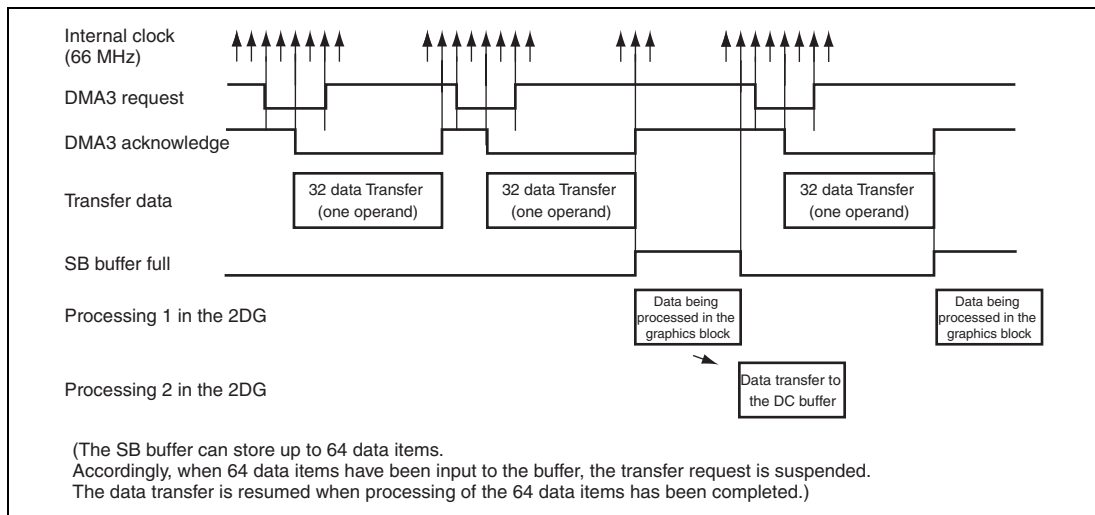 Internal clock
(66 MHz)
DMA3 request
DMA3 acknowledge
Transfer data
32 data Transfer
(one operand)
32 data Transfer
(one operand)
32 data Transfer
(one operand)
SB buffer full
Processing 1 in the 2DG
Data being
processed in the
graphics block
Data being
processed in the
graphics block
Processing 2 in the 2DG
Data transfer to
the DC buffer
(The SB buffer can store up to 64 data items.
Accordingly, when 64 data items have been input to the buffer, the transfer request is suspended.
The data transfer is resumed when processing of the 64 data items has been completed.)